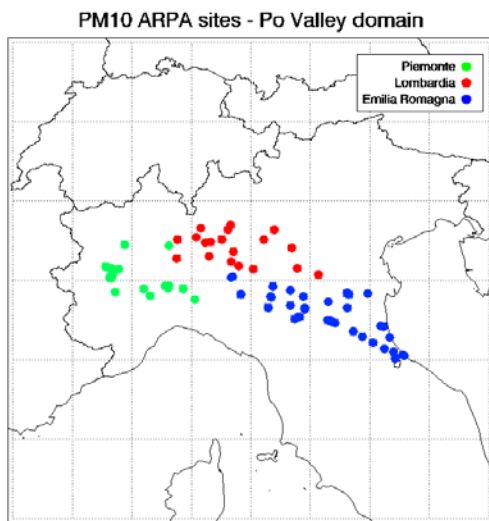 PM10 ARPA sites - Po Valley domain
Piemonte
Lombardia
Emilia Romagna